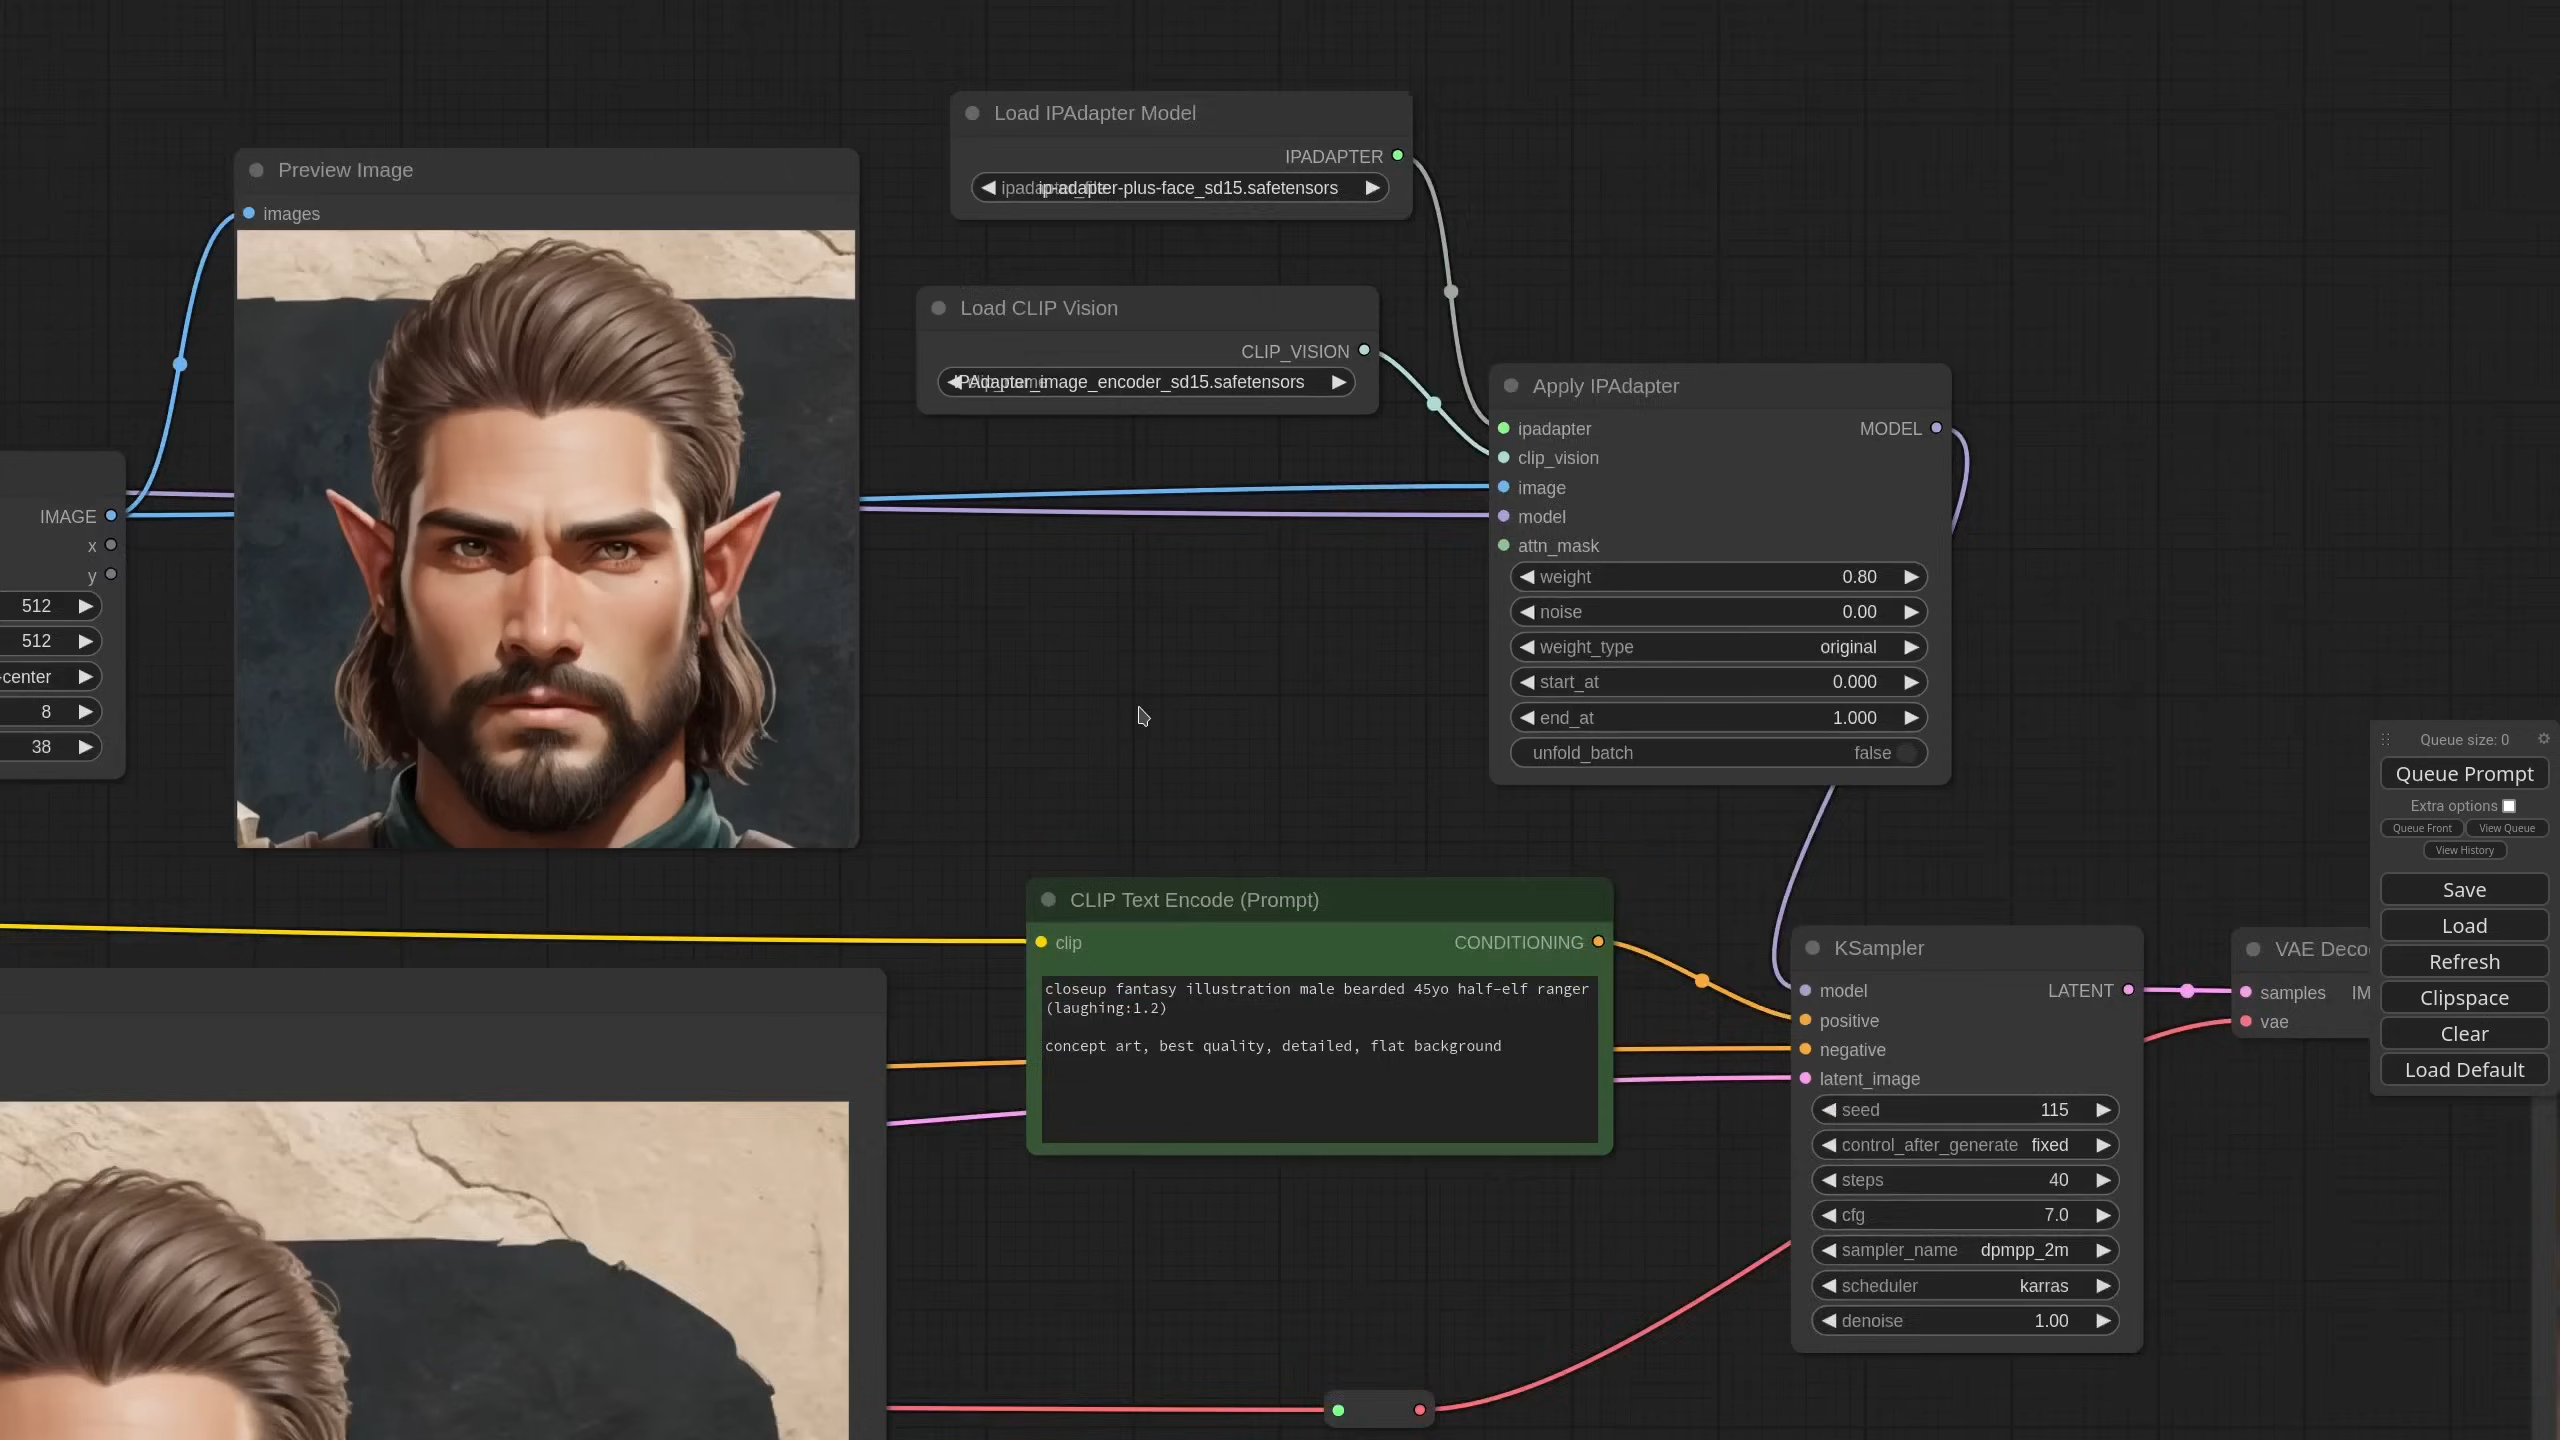 Load IPAdapter Model
IPADAPTER
ip-adapter-plus-face_sd15.safetensors
Preview Image
images
Load CLIP Vision
CLIP_VISION
IPAdapter_image_encoder_sd15.safetensors
Apply IPAdapter
ipadapter MODEL
clip_vision
image
model
attn_mask
weight 0.80
noise 0.00
weight_type original
start_at 0.000
end_at 1.000
unfold_batch false
IMAGE
x
y
512
512
-center
8
38
Queue size: 0
Queue Prompt
Extra options
Queue Front View Queue
View History
Save
Load
Refresh
Clipspace
Clear
Load Default
CLIP Text Encode (Prompt)
clip CONDITIONING
closeup fantasy illustration male bearded 45yo half-elf ranger
(laughing:1.2)
concept art, best quality, detailed, flat background
KSampler
model LATENT
positive
negative
latent_image
seed 115
control_after_generate fixed
steps 40
cfg 7.0
sampler_name dpmpp_2m
scheduler karras
denoise 1.00
VAE Deco
samples IM
vae